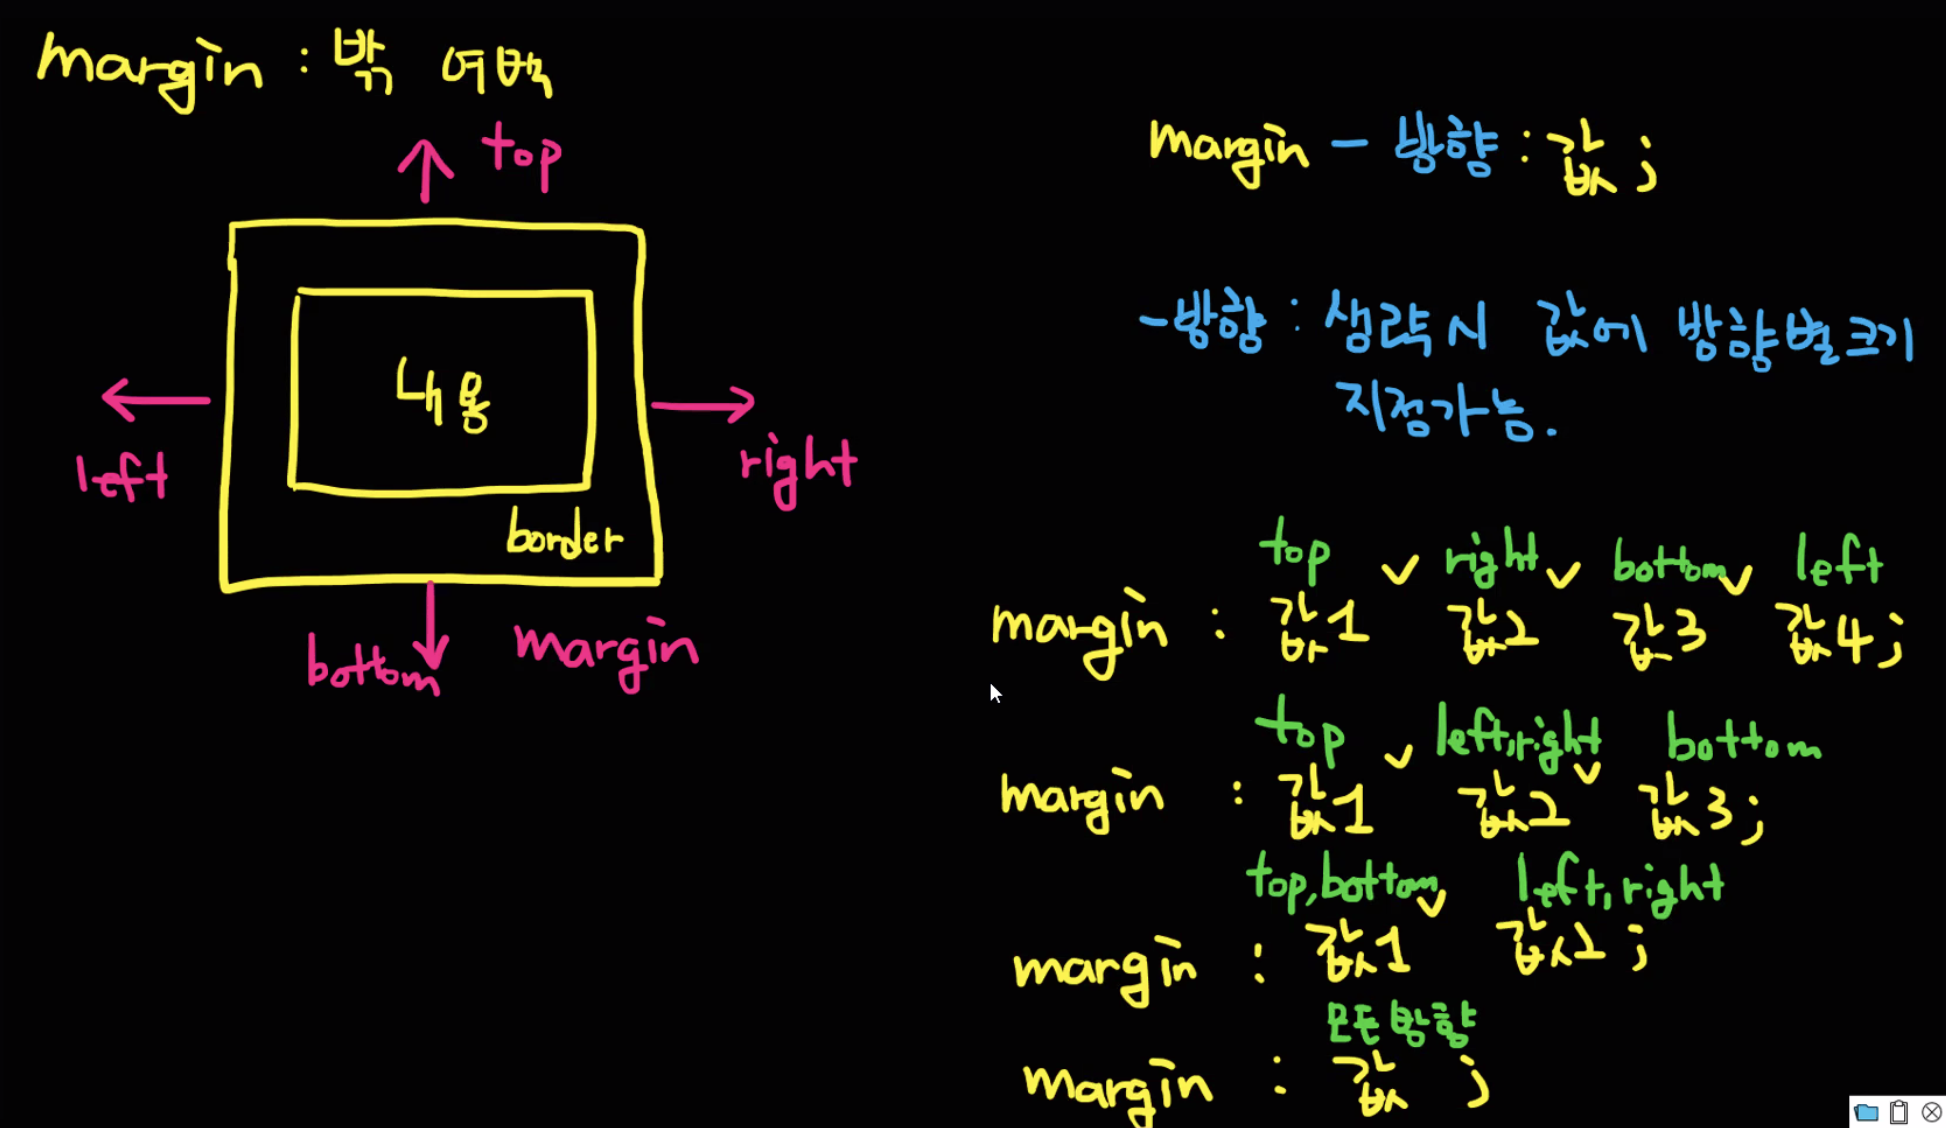 margin : 밖 여백
top
내용
left
right
border
bottom
margin
margin - 방향 : 값 ;
- 방향 : 생략시 값에 방향별크기
지정가능.
top ✓ right ✓ bottom ✓ left
margin : 값1 값2 값3 값4 ;
top ✓ left,right ✓ bottom
margin : 값1 값2 값3 ;
top,bottom ✓ left,right
margin : 값1 값2 ;
모든방향
margin : 값 ;